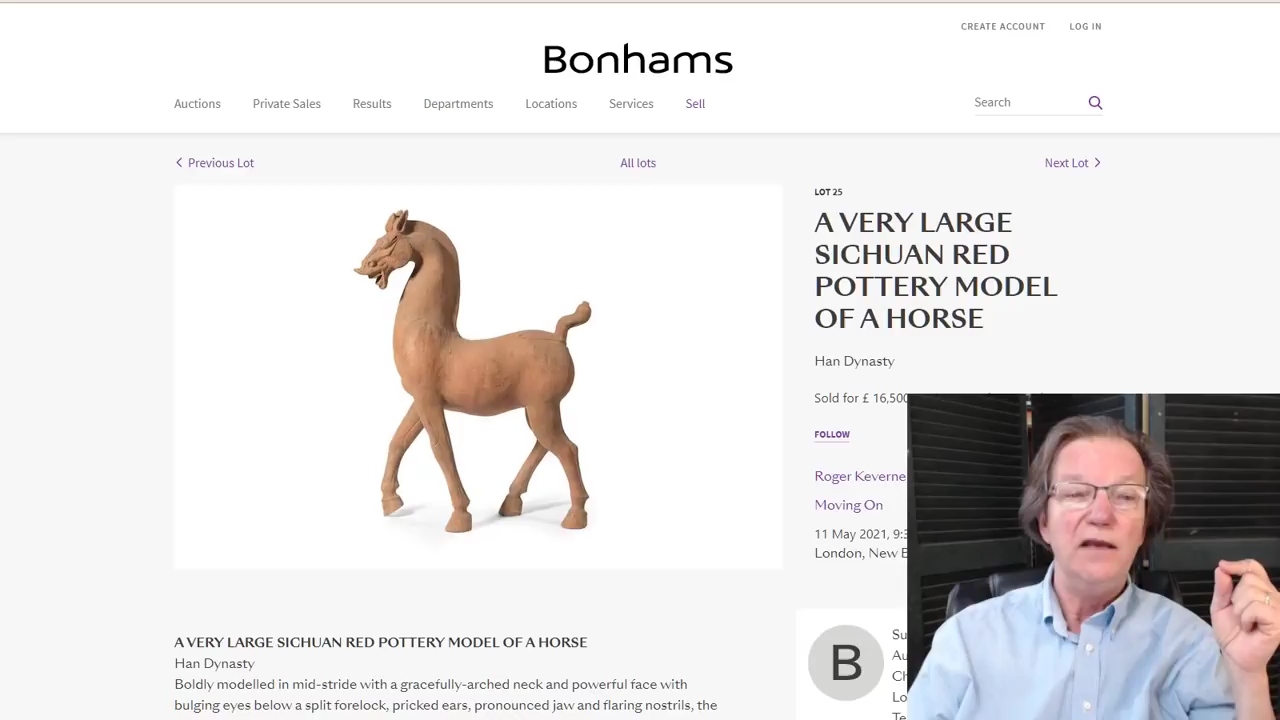 CREATE ACCOUNT LOG IN
Bonhams
Auctions Private Sales Results Departments Locations Services Sell Search
Previous Lot All lots Next Lot
LOT 25
A VERY LARGE
SICHUAN RED
POTTERY MODEL
OF A HORSE
Han Dynasty
Sold for £ 16,500
FOLLOW
Roger Keverne
Moving On
11 May 2021,
London, New
B
A VERY LARGE SICHUAN RED POTTERY MODEL OF A HORSE
Han Dynasty
Boldly modelled in mid-stride with a gracefully-arched neck and powerful face with
bulging eyes below a split forelock, pricked ears, pronounced jaw and flaring nostrils, the